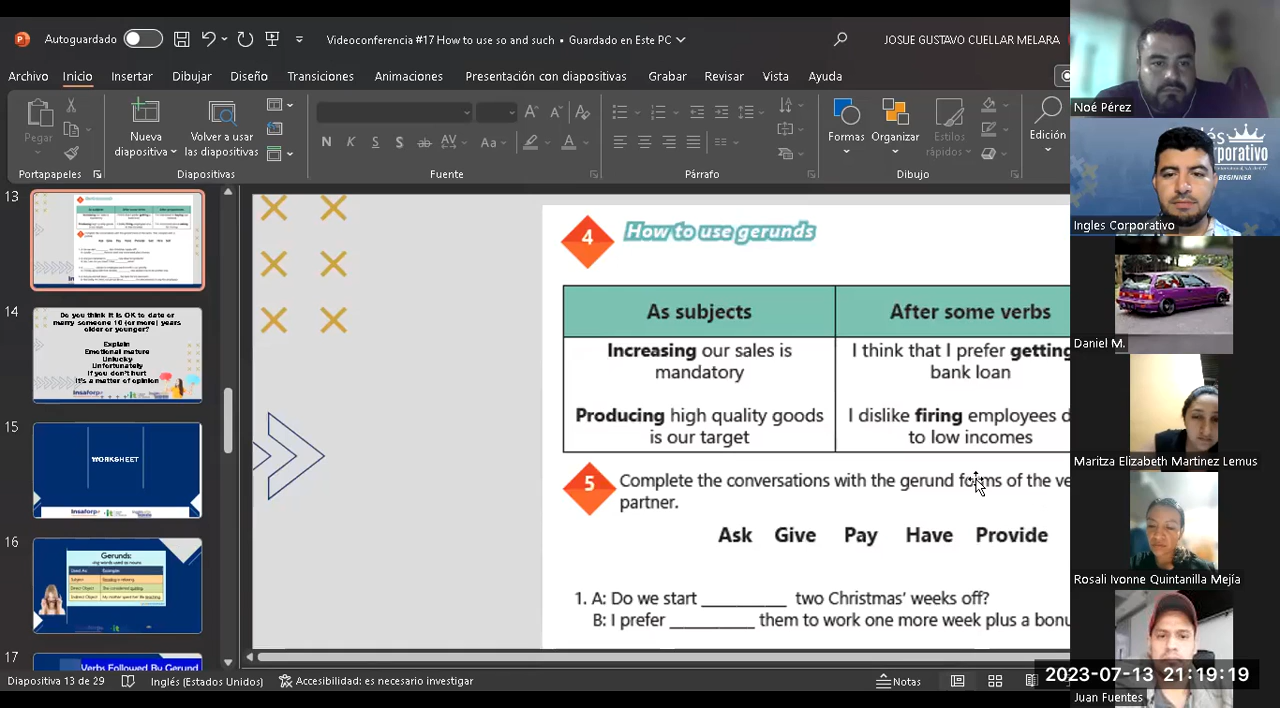 Autoguardado
Videoconferencia #17 How to use so and such • Guardado en Este PC
JOSUE GUSTAVO CUELLAR MELARA
Archivo Inicio Insertar Dibujar Diseño Transiciones Animaciones Presentación con diapositivas Grabar Revisar Vista Ayuda
Pegar
Nueva diapositiva
Volver a usar las diapositivas
Formas
Organizar
Estilos rápidos
Edición
Portapapeles
Diapositivas
Fuente
Párrafo
Dibujo
13
14
Do you think it is OK to date or
marry someone 10 (or more) years
older or younger?
Explain
Emotional mature
Unlucky
Unfortunately
If you don't hurt
It's a matter of opinion
15
WORKSHEET
Insaforp
16
Gerunds:
-ing words used as nouns
17
Verbs Followed By Gerund
4
How to use gerunds
As subjects
After some verbs
Increasing our sales is
mandatory
I think that I prefer getting
bank loan
Producing high quality goods
is our target
I dislike firing employees d
to low incomes
5
Complete the conversations with the gerund forms of the ve
partner.
Ask Give Pay Have Provide
1. A: Do we start __________ two Christmas' weeks off?
B: I prefer __________ them to work one more week plus a bonu
Diapositiva 13 de 29
Inglés (Estados Unidos)
Accesibilidad: es necesario investigar
Notas
Noé Pérez
BEGINNER
Ingles Corporativo
Daniel M.
Maritza Elizabeth Martinez Lemus
Rosali Ivonne Quintanilla Mejía
2023-07-13 21:19:19
Juan Fuentes